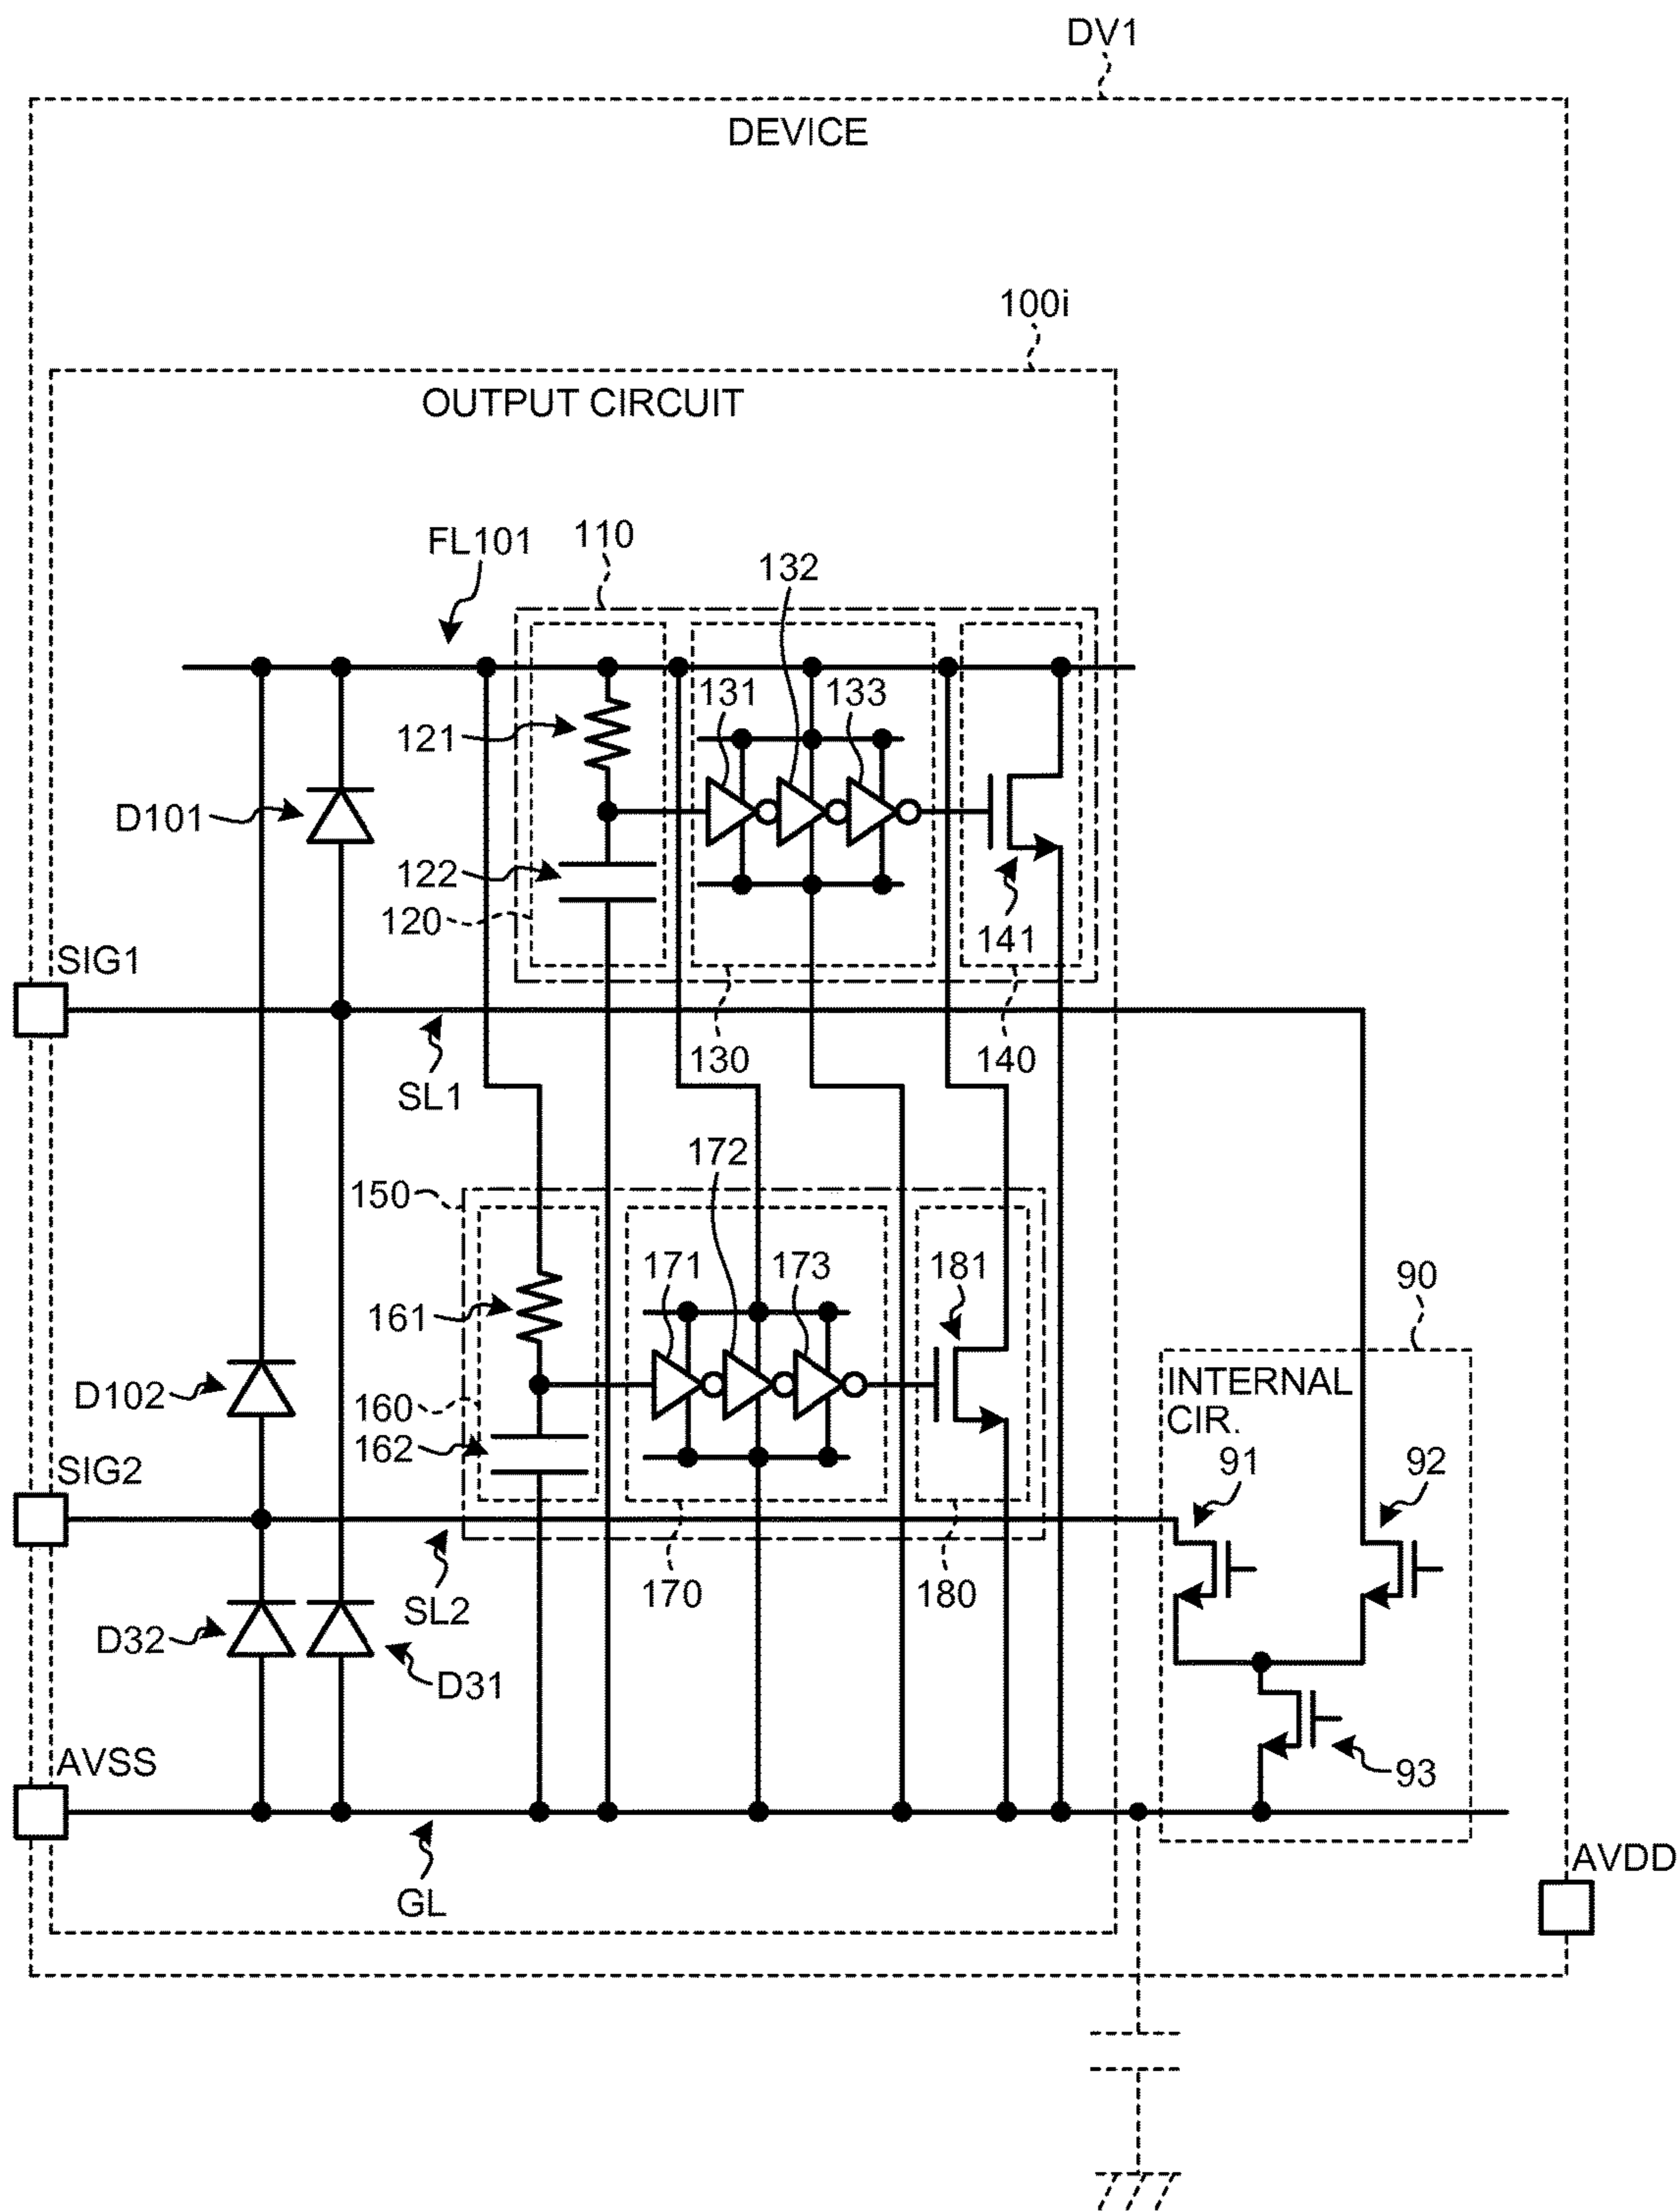 DV1
DEVICE
100i
OUTPUT CIRCUIT
FL101
110
132
131
133
121
D101
122
120
141
SIG1
130
140
SL1
172
150
171
173
181
90
161
INTERNAL
CIR.
D102
160
162
91
92
SIG2
170
180
SL2
D32
D31
93
AVSS
AVDD
GL